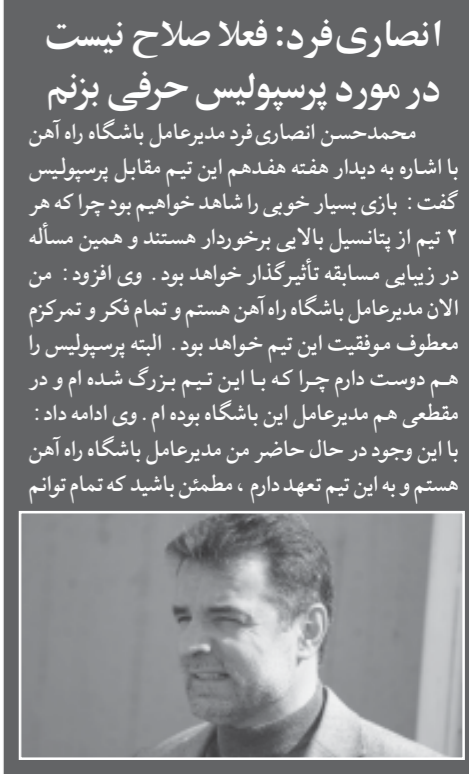 انصاری‌فرد: فعلا صلاح نیست
در مورد پرسپولیس حرفی بزنم
محمدحسن انصاری‌فرد مدیرعامل باشگاه راه آهن
با اشاره به دیدار هفته هفدهم این تیم مقابل پرسپولیس
گفت : بازی بسیار خوبی را شاهد خواهیم بود چرا که هر
۲ تیم از پتانسیل بالایی برخوردار هستند و همین مسأله
در زیبایی مسابقه تأثیرگذار خواهد بود . وی افزود : من
الان مدیرعامل باشگاه راه آهن هستم و تمام فکر و تمرکزم
معطوف موفقیت این تیم خواهد بود . البته پرسپولیس را
هم دوست دارم چرا که با این تیم بزرگ شده ام و در
مقطعی هم مدیرعامل این باشگاه بوده ام . وی ادامه داد :
با این وجود در حال حاضر من مدیرعامل باشگاه راه آهن
هستم و به این تیم تعهد دارم ، مطمئن باشید که تمام توانم